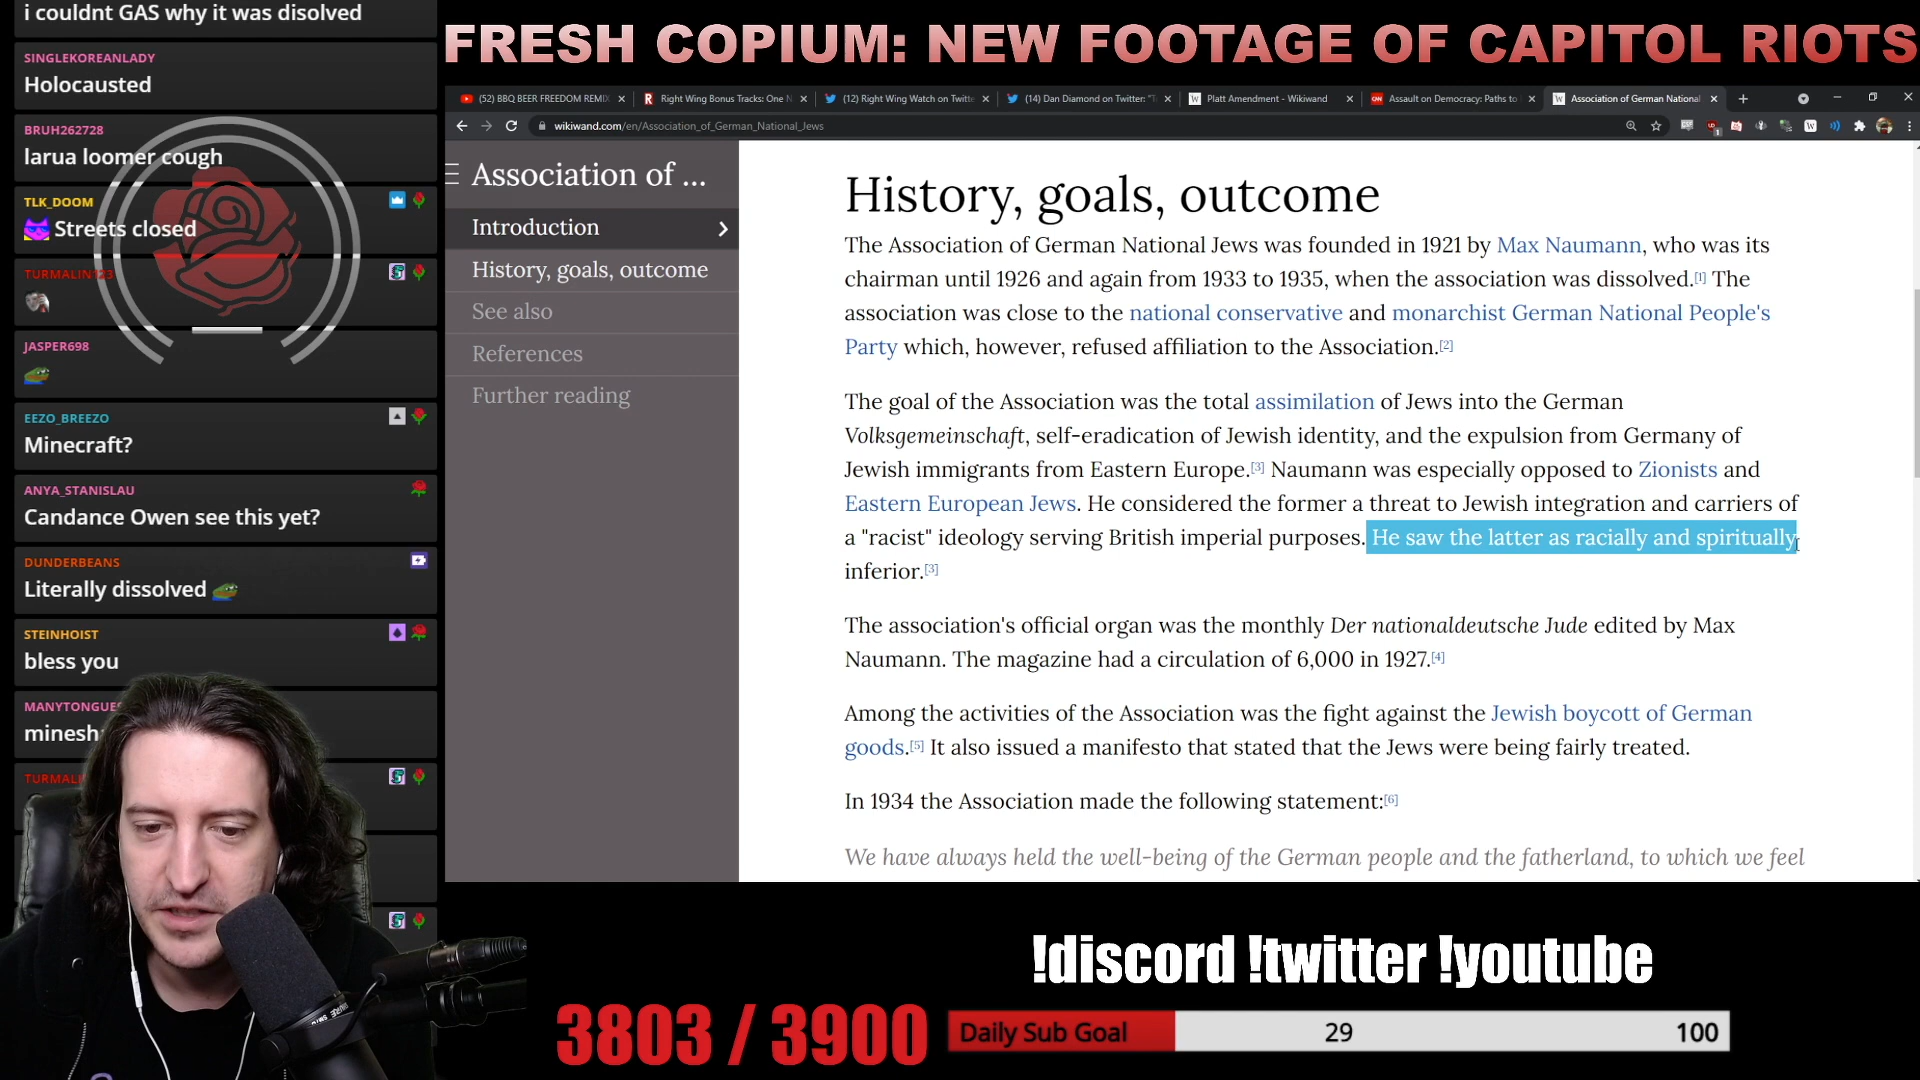 i couldnt GAS why it was disolved
SINGLEKOREANLADY
Holocausted
BRUH262728
larua loomer cough
TLK_DOOM
Streets closed
TURMALIN123
JASPER698
EEZO_BREEZO
Minecraft?
ANYA_STANISLAU
Candance Owen see this yet?
DUNDERBEANS
Literally dissolved
STEINHOIST
bless you
MANYTONGUES
minesh
TURMALI
FRESH COPIUM: NEW FOOTAGE OF CAPITOL RIOTS
(52) BBQ BEER FREEDOM REMIX
Right Wing Bonus Tracks: One N
(12) Right Wing Watch on Twitte
(14) Dan Diamond on Twitter: "T
Platt Amendment - Wikiwand
Assault on Democracy: Paths to
Association of German National
wikiwand.com/en/Association_of_German_National_Jews
Association of ...
Introduction
History, goals, outcome
See also
References
Further reading
History, goals, outcome
The Association of German National Jews was founded in 1921 by Max Naumann, who was its
chairman until 1926 and again from 1933 to 1935, when the association was dissolved.[1] The
association was close to the national conservative and monarchist German National People's
Party which, however, refused affiliation to the Association.[2]
The goal of the Association was the total assimilation of Jews into the German
Volksgemeinschaft, self-eradication of Jewish identity, and the expulsion from Germany of
Jewish immigrants from Eastern Europe.[3] Naumann was especially opposed to Zionists and
Eastern European Jews. He considered the former a threat to Jewish integration and carriers of
a "racist" ideology serving British imperial purposes. He saw the latter as racially and spiritually
inferior.[3]
The association's official organ was the monthly Der nationaldeutsche Jude edited by Max
Naumann. The magazine had a circulation of 6,000 in 1927.[4]
Among the activities of the Association was the fight against the Jewish boycott of German
goods.[5] It also issued a manifesto that stated that the Jews were being fairly treated.
In 1934 the Association made the following statement:[6]
We have always held the well-being of the German people and the fatherland, to which we feel
!discord !twitter !youtube
3803 / 3900
Daily Sub Goal 29 100